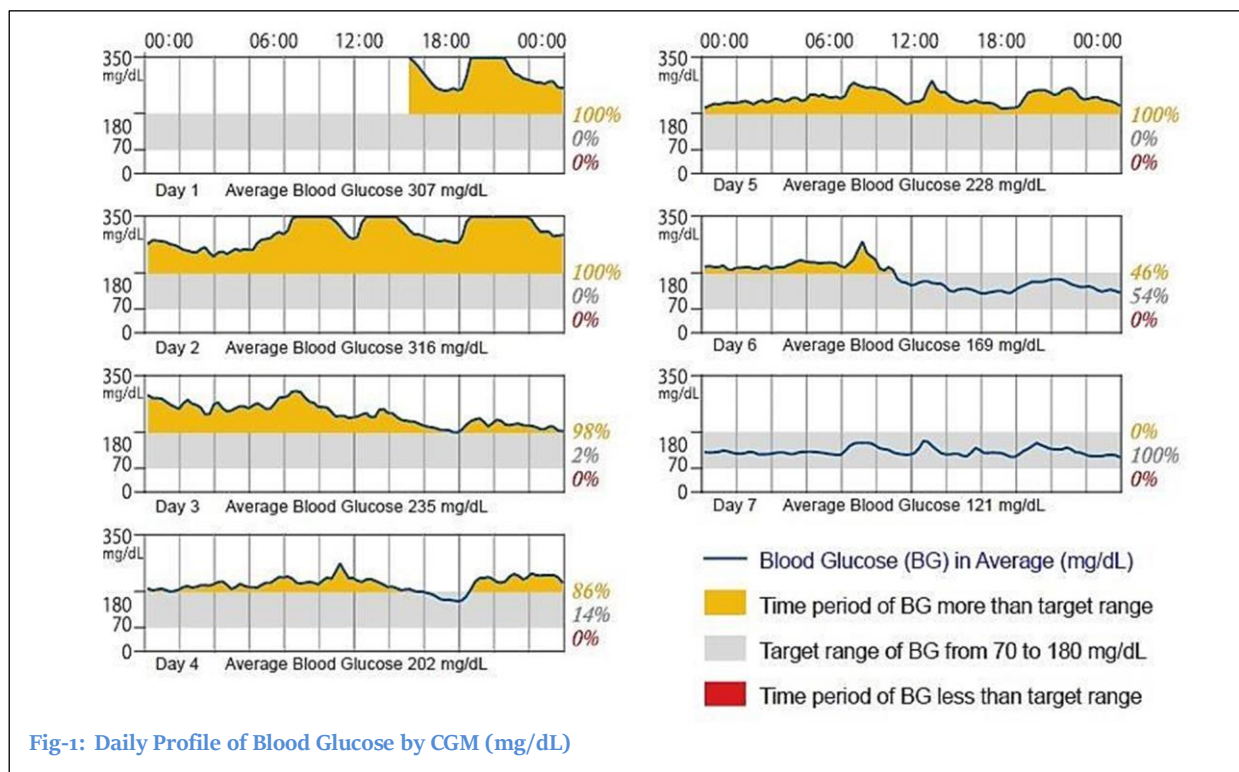 00:00 06:00 12:00 18:00 00:00
350
mg/dL
180
70
0
100%
0%
0%
Day 1 Average Blood Glucose 307 mg/dL
350
mg/dL
180
70
0
100%
0%
0%
Day 2 Average Blood Glucose 316 mg/dL
350
mg/dL
180
70
0
98%
2%
0%
Day 3 Average Blood Glucose 235 mg/dL
350
mg/dL
180
70
0
86%
14%
0%
Day 4 Average Blood Glucose 202 mg/dL
00:00 06:00 12:00 18:00 00:00
350
mg/dL
180
70
0
100%
0%
0%
Day 5 Average Blood Glucose 228 mg/dL
350
mg/dL
180
70
0
46%
54%
0%
Day 6 Average Blood Glucose 169 mg/dL
350
mg/dL
180
70
0
0%
100%
0%
Day 7 Average Blood Glucose 121 mg/dL
Blood Glucose (BG) in Average (mg/dL)
Time period of BG more than target range
Target range of BG from 70 to 180 mg/dL
Time period of BG less than target range
Fig-1: Daily Profile of Blood Glucose by CGM (mg/dL)